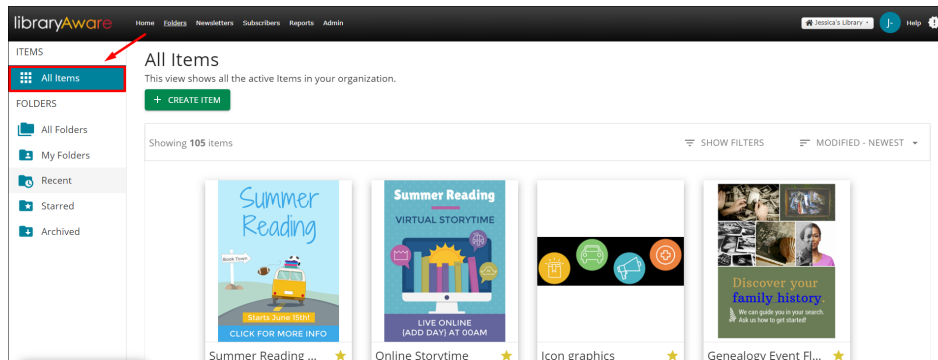 libraryAware
Home Folders Newsletters Subscribers Reports Admin
Jessica's Library
J-
Help
ITEMS
All Items
FOLDERS
All Folders
My Folders
Recent
Starred
Archived
All Items
This view shows all the active Items in your organization.
+ CREATE ITEM
Showing 105 items
SHOW FILTERS
MODIFIED - NEWEST
Summer
Reading
Book Town
Starts June 15th!
CLICK FOR MORE INFO
Summer Reading ...
Summer Reading
VIRTUAL STORYTIME
LIVE ONLINE
(ADD DAY) AT 00AM
Online Storytime
Icon graphics
Discover your
family history.
We can guide you in your search.
Ask us how to get started!
Genealogy Event Fl...